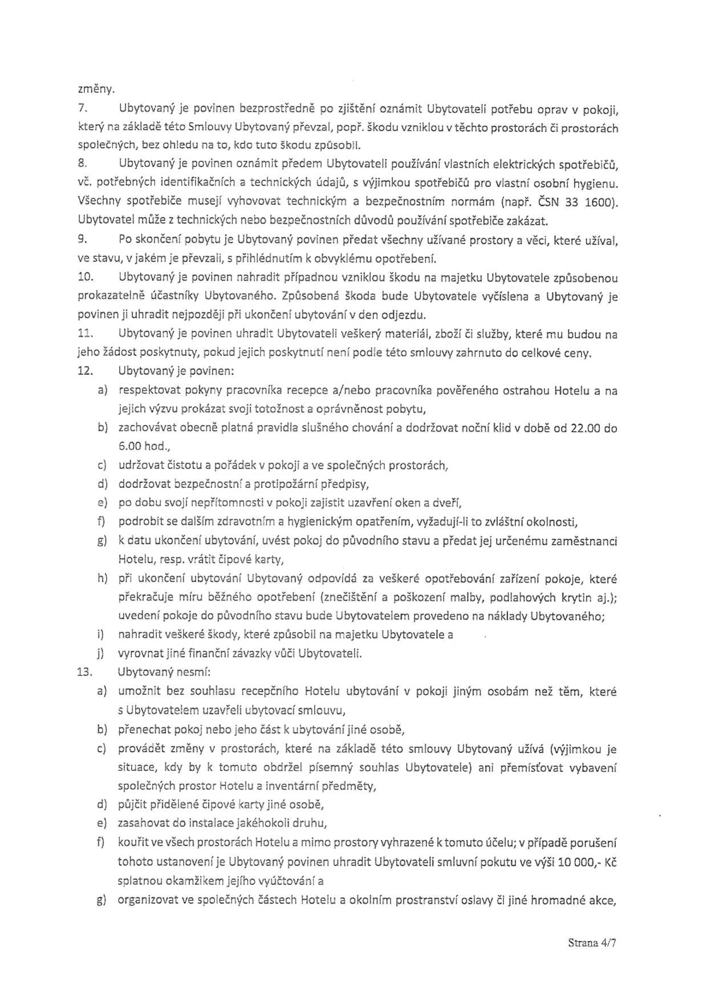 změny.
7. Ubytovaný je povinen bezprostředně po zjištění oznámit Ubytovateli potřebu oprav v pokoji,
který na základě této Smlouvy Ubytovaný převzal, popř. škodu vzniklou v těchto prostorách či prostorách
společných, bez ohledu na to, kdo tuto škodu způsobil.
8. Ubytovaný je povinen oznámit předem Ubytovateli používání vlastních elektrických spotřebičů,
vč. potřebných identifikačních a technických údajů, s výjimkou spotřebičů pro vlastní osobní hygienu.
Všechny spotřebiče musejí vyhovovat technickým a bezpečnostním normám (např. ČSN 33 1600).
Ubytovatel může z technických nebo bezpečnostních důvodů používání spotřebiče zakázat.
9. Po skončení pobytu je Ubytovaný povinen předat všechny užívané prostory a věci, které užíval,
ve stavu, v jakém je převzali, s přihlédnutím k obvyklému opotřebení.
10. Ubytovaný je povinen nahradit případnou vzniklou škodu na majetku Ubytovatele způsobenou
prokazatelně účastníky Ubytovaného. Způsobená škoda bude Ubytovatele vyčíslena a Ubytovaný je
povinen ji uhradit nejpozději při ukončení ubytování v den odjezdu.
11. Ubytovaný je povinen uhradit Ubytovateli veškerý materiál, zboží či služby, které mu budou na
jeho žádost poskytnuty, pokud jejich poskytnutí není podle této smlouvy zahrnuto do celkové ceny.
12. Ubytovaný je povinen:
a) respektovat pokyny pracovníka recepce a/nebo pracovníka pověřeného ostrahou Hotelu a na
jejich výzvu prokázat svoji totožnost a oprávněnost pobytu,
b) zachovávat obecně platná pravidla slušného chování a dodržovat noční klid v době od 22.00 do
6.00 hod.,
c) udržovat čistotu a pořádek v pokoji a ve společných prostorách,
d) dodržovat bezpečnostní a protipožární předpisy,
e) po dobu svojí nepřítomnosti v pokoji zajistit uzavření oken a dveří,
f) podrobit se dalším zdravotním a hygienickým opatřením, vyžadují-li to zvláštní okolnosti,
g) k datu ukončení ubytování, uvést pokoj do původního stavu a předat jej určenému zaměstnanci
Hotelu, resp. vrátit čipové karty,
h) při ukončení ubytování Ubytovaný odpovídá za veškeré opotřebování zařízení pokoje, které
překračuje míru běžného opotřebení (znečištění a poškození malby, podlahových krytin aj.);
uvedení pokoje do původního stavu bude Ubytovatelem provedeno na náklady Ubytovaného;
i) nahradit veškeré škody, které způsobil na majetku Ubytovatele a
j) vyrovnat jiné finanční závazky vůči Ubytovateli.
13. Ubytovaný nesmí:
a) umožnit bez souhlasu recepčního Hotelu ubytování v pokoji jiným osobám než těm, které
s Ubytovatelem uzavřeli ubytovací smlouvu,
b) přenechat pokoj nebo jeho část k ubytování jiné osobě,
c) provádět změny v prostorách, které na základě této smlouvy Ubytovaný užívá (výjimkou je
situace, kdy by k tomuto obdržel písemný souhlas Ubytovatele) ani přemísťovat vybavení
společných prostor Hotelu a inventární předměty,
d) půjčit přidělené čipové karty jiné osobě,
e) zasahovat do instalace jakéhokoli druhu,
f) kouřit ve všech prostorách Hotelu a mimo prostory vyhrazené k tomuto účelu; v případě porušení
tohoto ustanovení je Ubytovaný povinen uhradit Ubytovateli smluvní pokutu ve výši 10 000,- Kč
splatnou okamžikem jejího vyúčtování a
g) organizovat ve společných částech Hotelu a okolním prostranství oslavy či jiné hromadné akce,
Strana 4/7